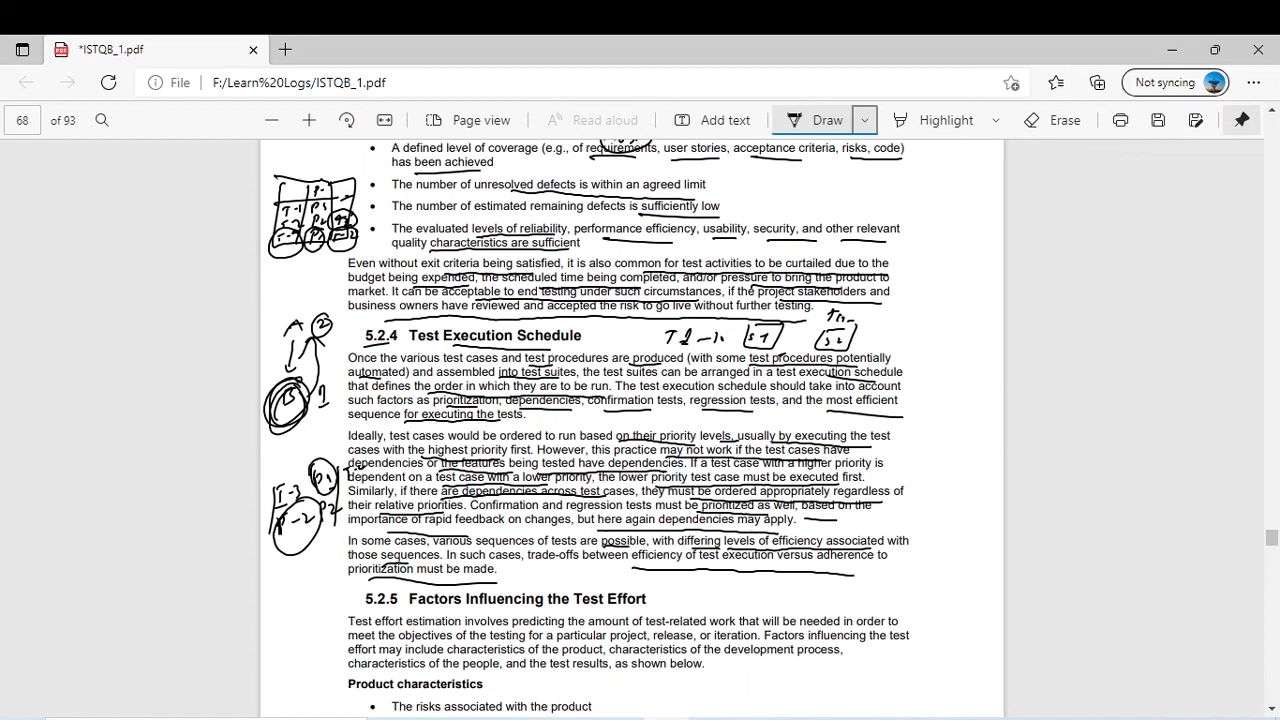 *ISTQB_1.pdf
File F:/Learn%20Logs/ISTQB_1.pdf Not syncing
68 of 93 Page view Read aloud Add text Draw Highlight Erase
• A defined level of coverage (e.g., of requirements, user stories, acceptance criteria, risks, code)
has been achieved
• The number of unresolved defects is within an agreed limit
• The number of estimated remaining defects is sufficiently low
• The evaluated levels of reliability, performance efficiency, usability, security, and other relevant
quality characteristics are sufficient
Even without exit criteria being satisfied, it is also common for test activities to be curtailed due to the
budget being expended, the scheduled time being completed, and/or pressure to bring the product to
market. It can be acceptable to end testing under such circumstances, if the project stakeholders and
business owners have reviewed and accepted the risk to go live without further testing.
5.2.4 Test Execution Schedule
Once the various test cases and test procedures are produced (with some test procedures potentially
automated) and assembled into test suites, the test suites can be arranged in a test execution schedule
that defines the order in which they are to be run. The test execution schedule should take into account
such factors as prioritization, dependencies, confirmation tests, regression tests, and the most efficient
sequence for executing the tests.
Ideally, test cases would be ordered to run based on their priority levels, usually by executing the test
cases with the highest priority first. However, this practice may not work if the test cases have
dependencies or the features being tested have dependencies. If a test case with a higher priority is
dependent on a test case with a lower priority, the lower priority test case must be executed first.
Similarly, if there are dependencies across test cases, they must be ordered appropriately regardless of
their relative priorities. Confirmation and regression tests must be prioritized as well, based on the
importance of rapid feedback on changes, but here again dependencies may apply.
In some cases, various sequences of tests are possible, with differing levels of efficiency associated with
those sequences. In such cases, trade-offs between efficiency of test execution versus adherence to
prioritization must be made.
5.2.5 Factors Influencing the Test Effort
Test effort estimation involves predicting the amount of test-related work that will be needed in order to
meet the objectives of the testing for a particular project, release, or iteration. Factors influencing the test
effort may include characteristics of the product, characteristics of the development process,
characteristics of the people, and the test results, as shown below.
Product characteristics
• The risks associated with the product